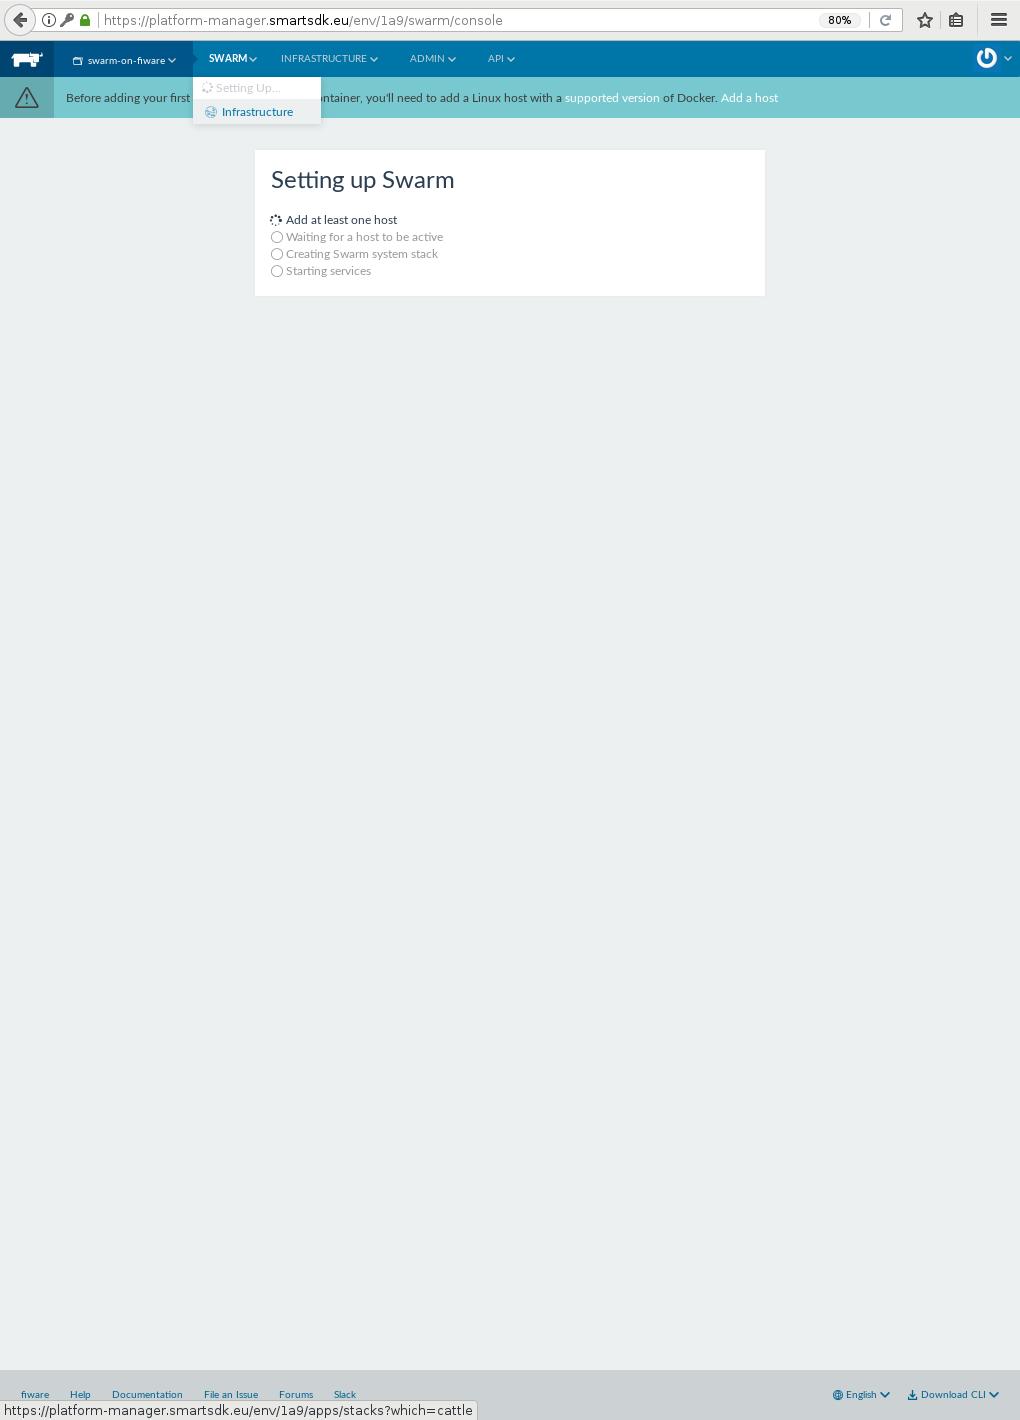 https://platform-manager.smartsdk.eu/env/1a9/swarm/console
80%
swarm-on-fiware
SWARM
INFRASTRUCTURE
ADMIN
API
Setting Up...
Infrastructure
Before adding your first ontainer, you'll need to add a Linux host with a supported version of Docker. Add a host
Setting up Swarm
Add at least one host
Waiting for a host to be active
Creating Swarm system stack
Starting services
fiware Help Documentation File an Issue Forums Slack English Download CLI
https://platform-manager.smartsdk.eu/env/1a9/apps/stacks?which=cattle